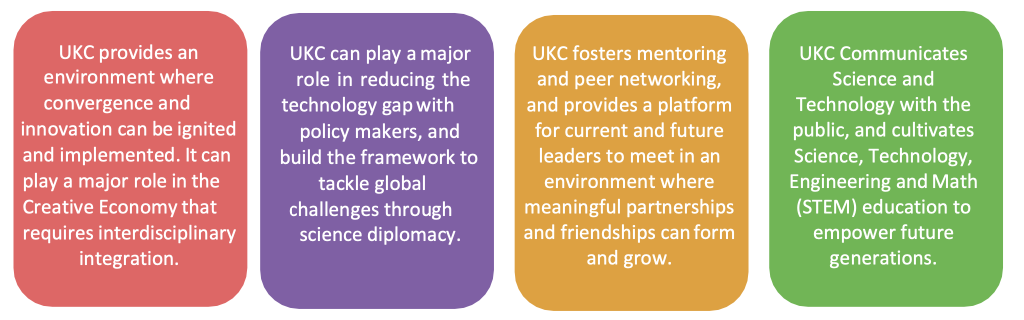 UKC provides an
environment where
convergence and
innovation can be ignited
and implemented. It can
play a major role in the
Creative Economy that
requires interdisciplinary
integration.
UKC can play a major
role in reducing the
technology gap with
policy makers, and
build the framework to
tackle global
challenges through
science diplomacy.
UKC fosters mentoring
and peer networking,
and provides a platform
for current and future
leaders to meet in an
environment where
meaningful partnerships
and friendships can form
and grow.
UKC Communicates
Science and
Technology with the
public, and cultivates
Science, Technology,
Engineering and Math
(STEM) education to
empower future
generations.